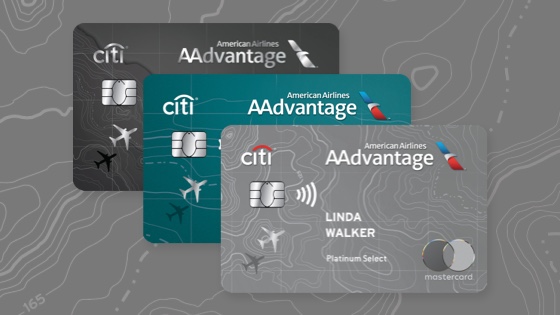 citi
American Airlines
AAdvantage
citi
American Airlines
AAdvantage
citi
American Airlines
AAdvantage
LINDA
WALKER
Platinum Select
mastercard
165